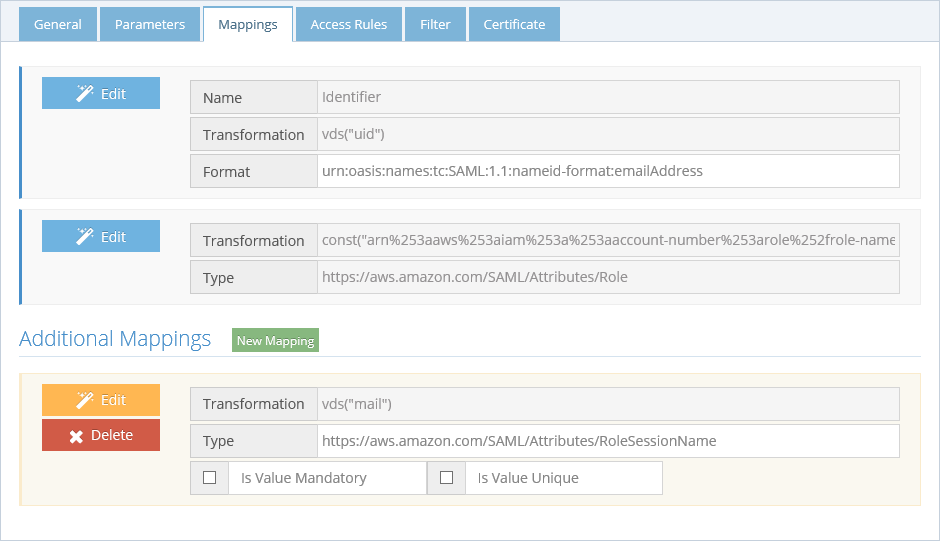 General Parameters Mappings Access Rules Filter Certificate
Edit
Name Identifier
Transformation vds("uid")
Format urn:oasis:names:tc:SAML:1.1:nameid-format:emailAddress
Edit
Transformation const("arn%253aaws%253aiam%253a%253aaccount-number%253arole%252frole-name
Type https://aws.amazon.com/SAML/Attributes/Role
Additional Mappings New Mapping
Edit
Transformation vds("mail")
Delete
Type https://aws.amazon.com/SAML/Attributes/RoleSessionName
Is Value Mandatory Is Value Unique